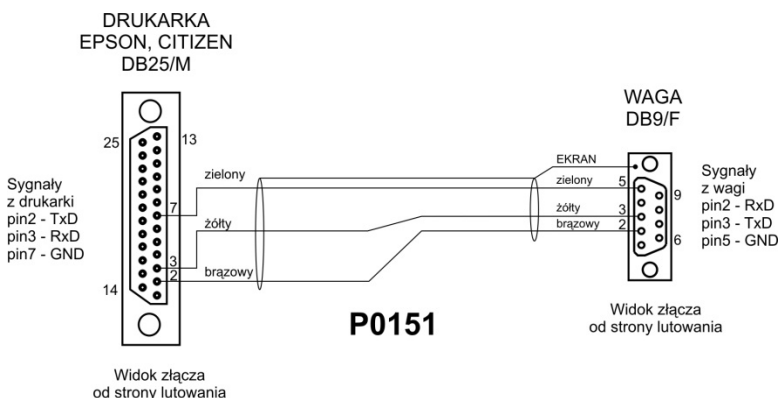 DRUKARKA
EPSON, CITIZEN
DB25/M
25
13
7
3
2
14
Sygnały
z drukarki
pin2 - TxD
pin3 - RxD
pin7 - GND
zielony
żółty
brązowy
Widok złącza
od strony lutowania
P0151
WAGA
DB9/F
EKRAN
zielony
żółty
brązowy
5
3
2
9
6
Sygnały
z wagi
pin2 - RxD
pin3 - TxD
pin5 - GND
Widok złącza
od strony lutowania